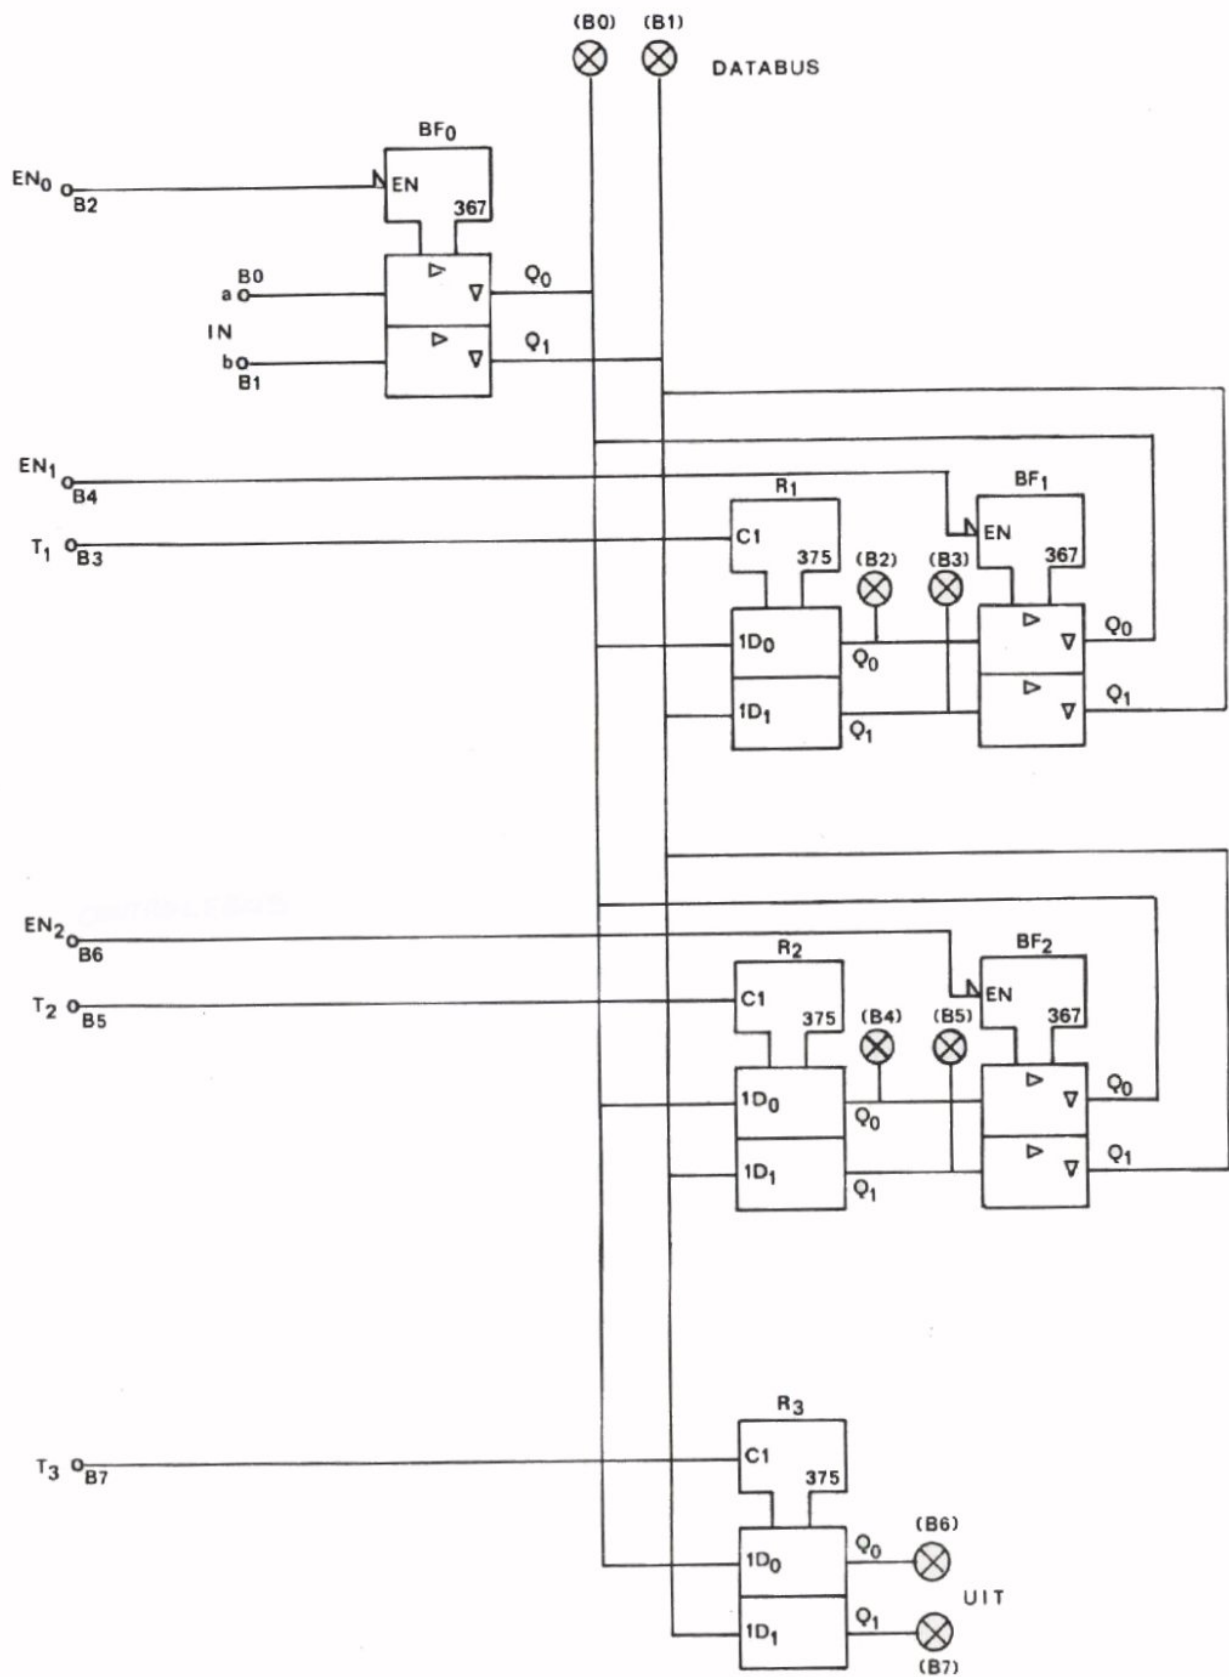 (B0) (B1)
DATABUS
BF0
EN0
B2
EN
367
B0
a
Q0
IN
b
B1
Q1
EN1
B4
R1
BF1
T1
B3
C1
375
(B2)
(B3)
EN
367
1D0
Q0
Q0
1D1
Q1
Q1
EN2
B6
R2
BF2
T2
B5
C1
375
(B4)
(B5)
EN
367
1D0
Q0
Q0
1D1
Q1
Q1
R3
T3
B7
C1
375
(B6)
1D0
Q0
UIT
1D1
Q1
(B7)